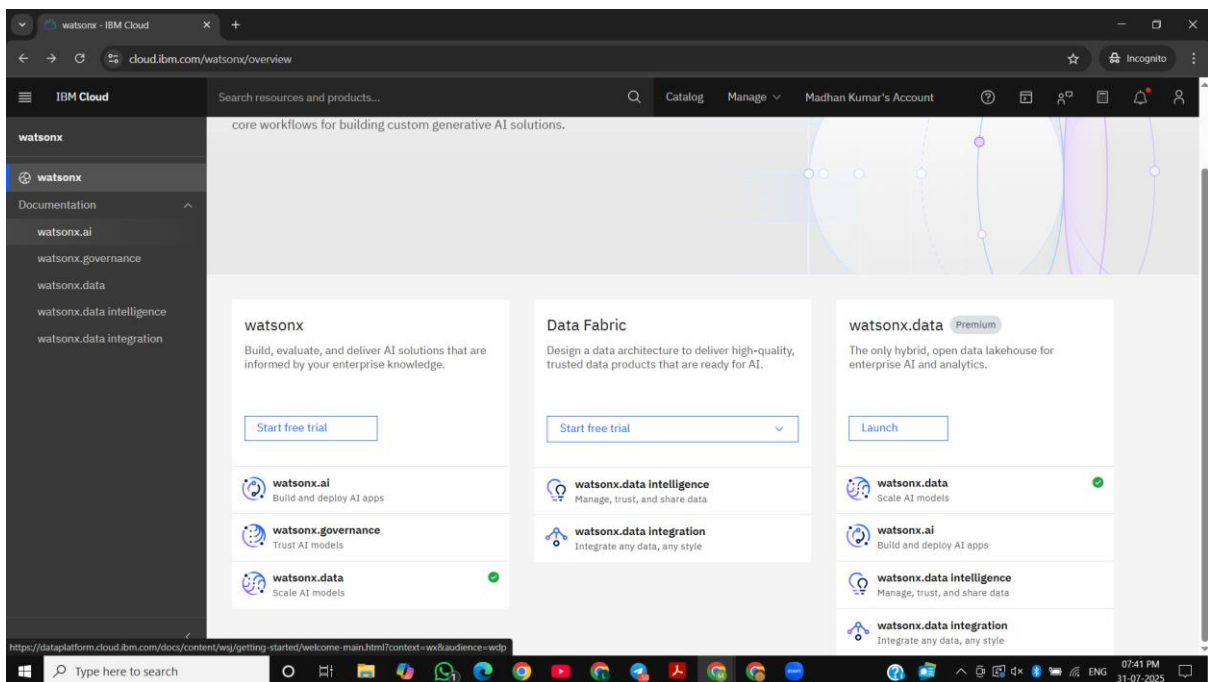 watsonx - IBM Cloud
cloud.ibm.com/watsonx/overview
Incognito
IBM Cloud
Search resources and products...
Catalog
Manage
Madhan Kumar's Account
watsonx
watsonx
Documentation
watsonx.ai
watsonx.governance
watsonx.data
watsonx.data intelligence
watsonx.data integration
core workflows for building custom generative AI solutions.
watsonx
Build, evaluate, and deliver AI solutions that are
informed by your enterprise knowledge.
Start free trial
watsonx.ai
Build and deploy AI apps
watsonx.governance
Trust AI models
watsonx.data
Scale AI models
Data Fabric
Design a data architecture to deliver high-quality,
trusted data products that are ready for AI.
Start free trial
watsonx.data intelligence
Manage, trust, and share data
watsonx.data integration
Integrate any data, any style
watsonx.data Premium
The only hybrid, open data lakehouse for
enterprise AI and analytics.
Launch
watsonx.data
Scale AI models
watsonx.ai
Build and deploy AI apps
watsonx.data intelligence
Manage, trust, and share data
watsonx.data integration
Integrate any data, any style
https://dataplatform.cloud.ibm.com/docs/content/wsj/getting-started/welcome-main.html?context=wx&audience=wdp
Type here to search
ENG
07:41 PM
31-07-2025